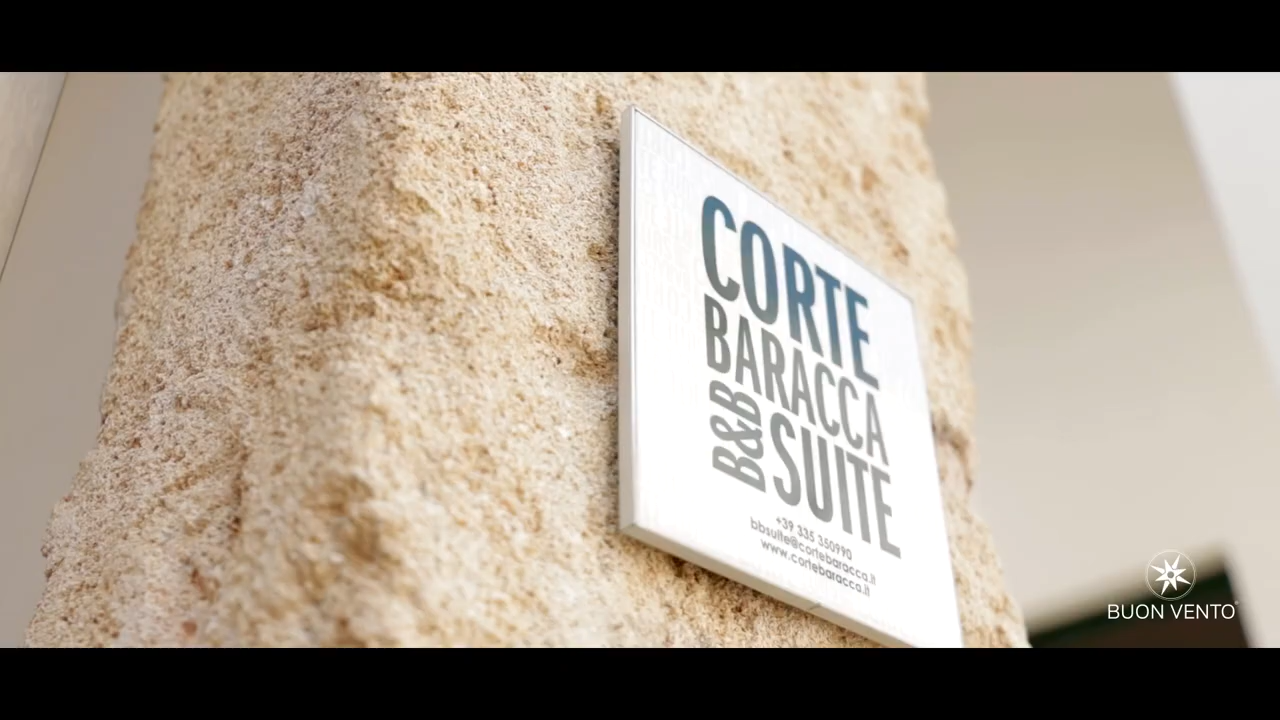 CORTE
BARACCA
B&B
SUITE
+39 335 350990
bbsuite@cortebaracca.it
www.cortebaracca.it
BUON VENTO